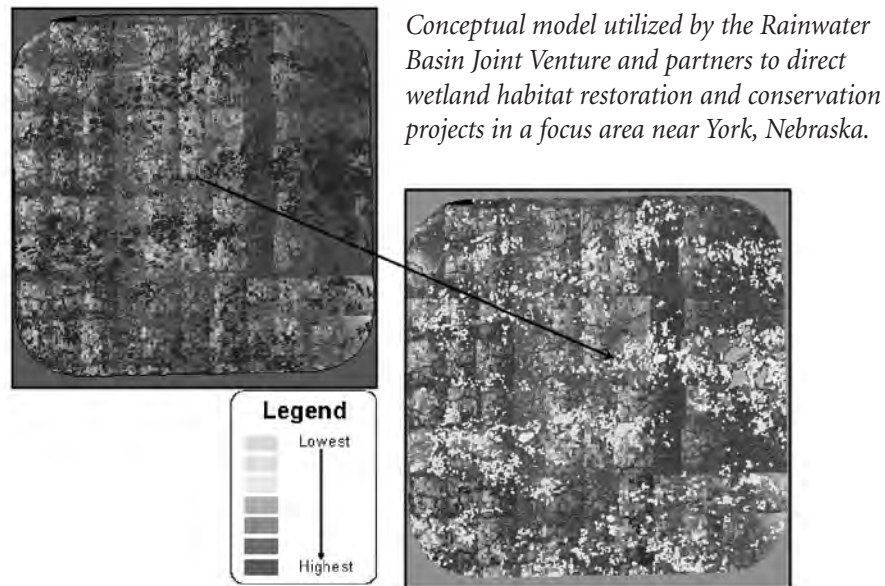 Conceptual model utilized by the Rainwater
Basin Joint Venture and partners to direct
wetland habitat restoration and conservation
projects in a focus area near York, Nebraska.
Legend
Lowest
Highest